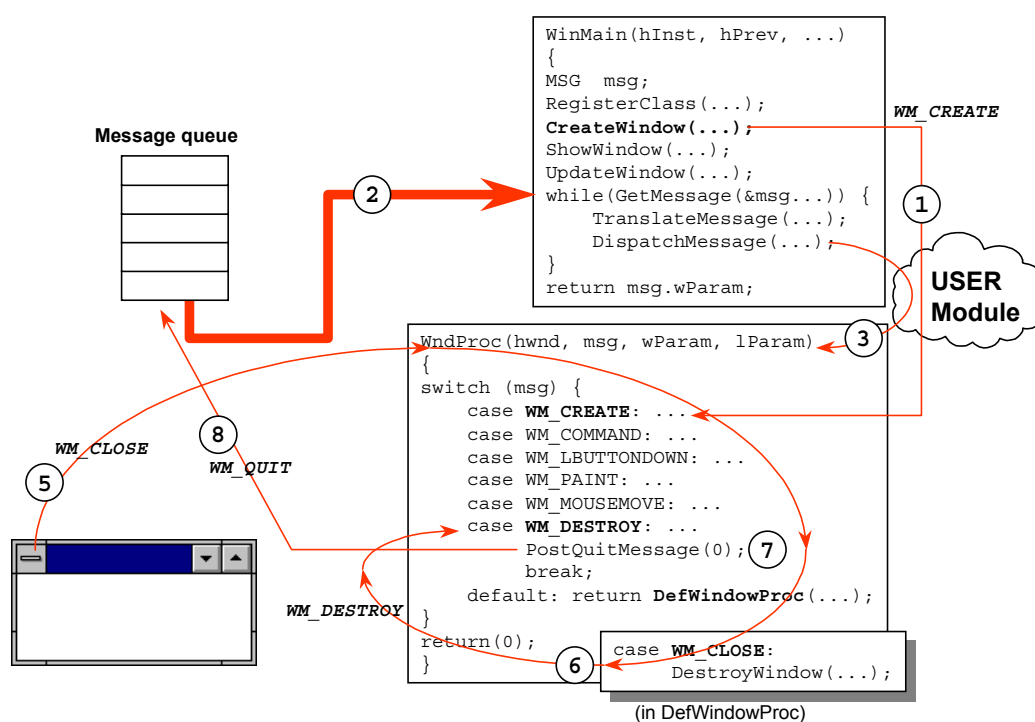 WinMain(hInst, hPrev, ...)
{
MSG  msg;
RegisterClass(...);
CreateWindow(...);
ShowWindow(...);
UpdateWindow(...);
while(GetMessage(&msg...)) {
    TranslateMessage(...);
    DispatchMessage(...);
}
return msg.wParam;
WM_CREATE
Message queue
2
1
USER
Module
3
WndProc(hwnd, msg, wParam, lParam)
{
switch (msg) {
    case WM_CREATE: ...
    case WM_COMMAND: ...
    case WM_LBUTTONDOWN: ...
    case WM_PAINT: ...
    case WM_MOUSEMOVE: ...
    case WM_DESTROY: ...
        PostQuitMessage(0);
        break;
    default: return DefWindowProc(...);
}
return(0);
}
7
8
WM_CLOSE
WM_QUIT
5
WM_DESTROY
6
case WM_CLOSE:
     DestroyWindow(...);
(in DefWindowProc)